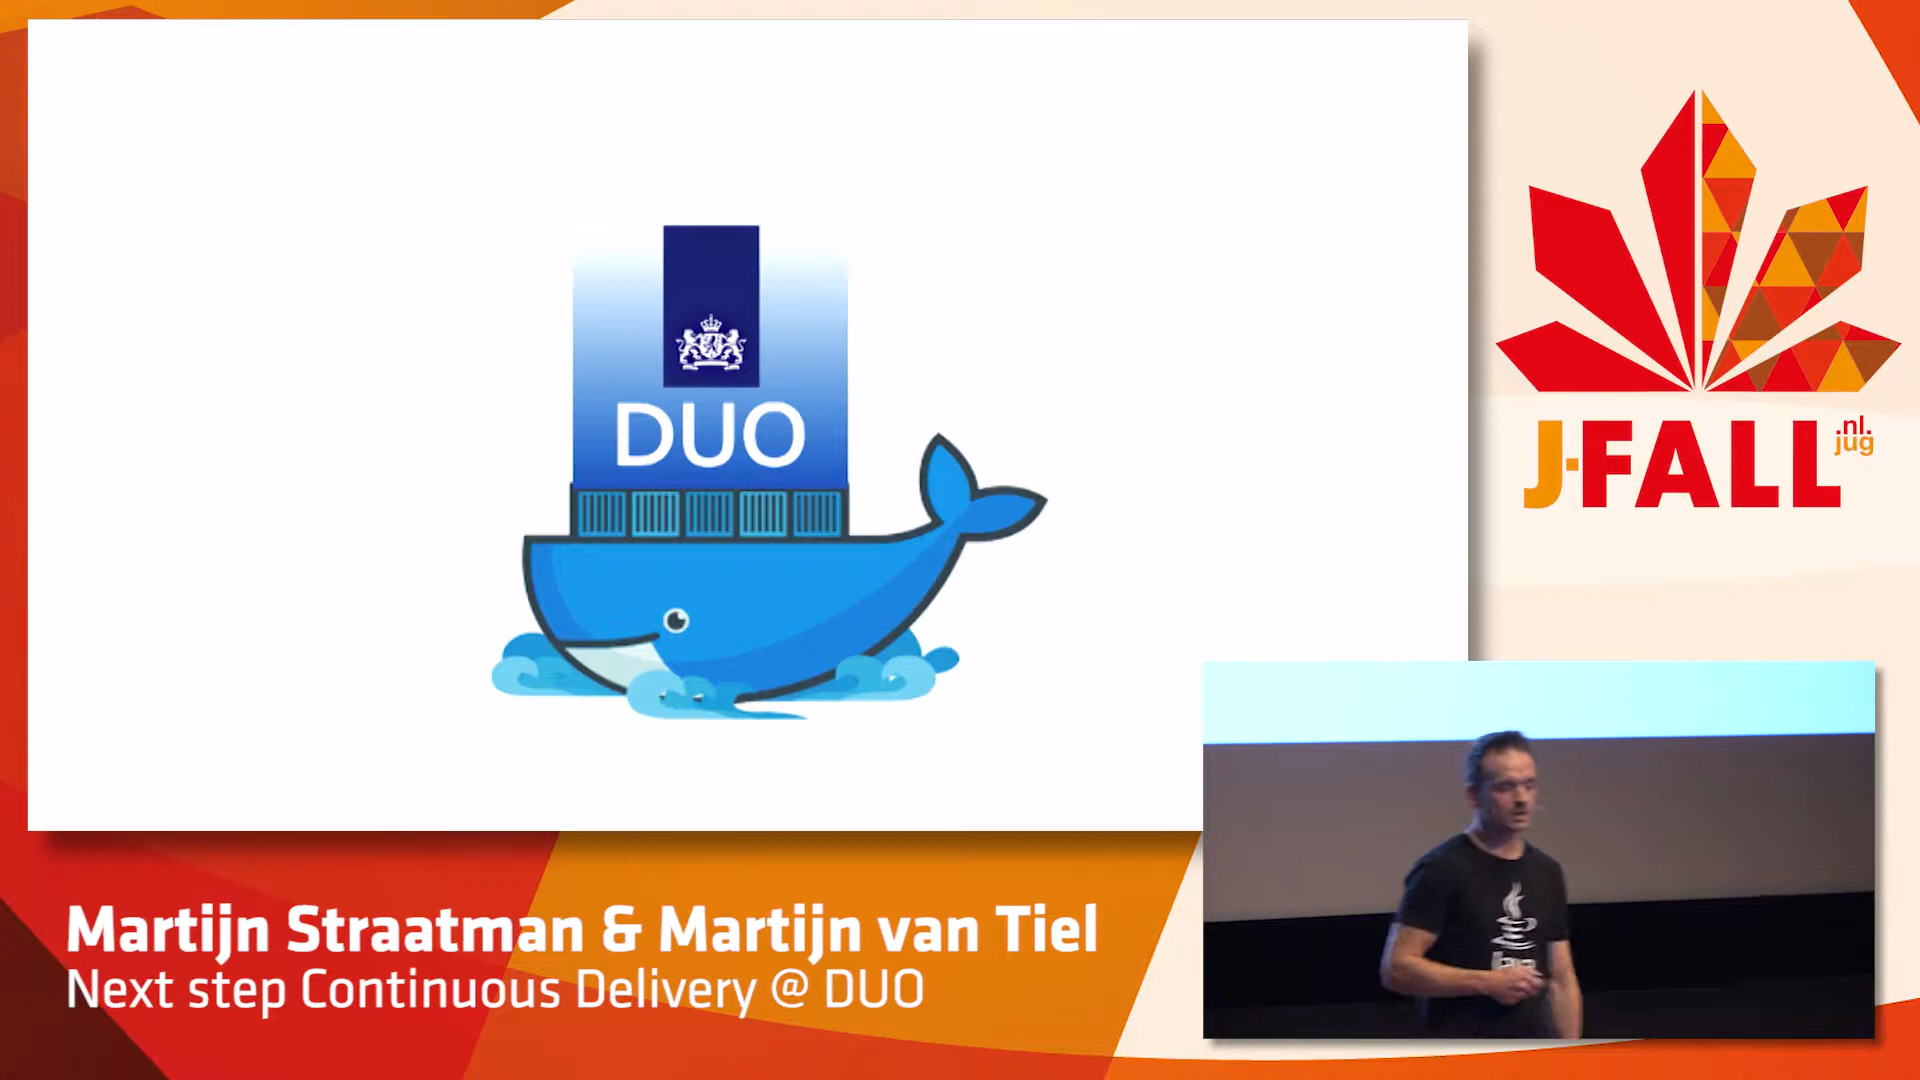 DUO
J-FALL
.nl.
jug
Martijn Straatman & Martijn van Tiel
Next step Continuous Delivery @ DUO